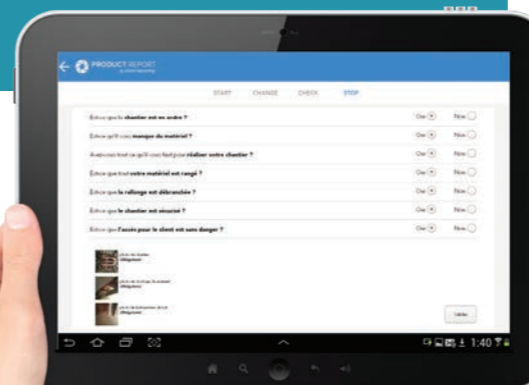 PRODUCT REPORT
START CHANGE CHECK STOP
Est-ce que le chantier est en ordre ? Oui Non
Est-ce qu'il vous manque du matériel ? Oui Non
Avez-vous tout ce qu'il vous faut pour réaliser votre chantier ? Oui Non
Est-ce que tout votre matériel est rangé ? Oui Non
Est-ce que la rallonge est débranchée ? Oui Non
Est-ce que le chantier est sécurisé ? Oui Non
Est-ce que l'accès pour le client est sans danger ? Oui Non
1:40